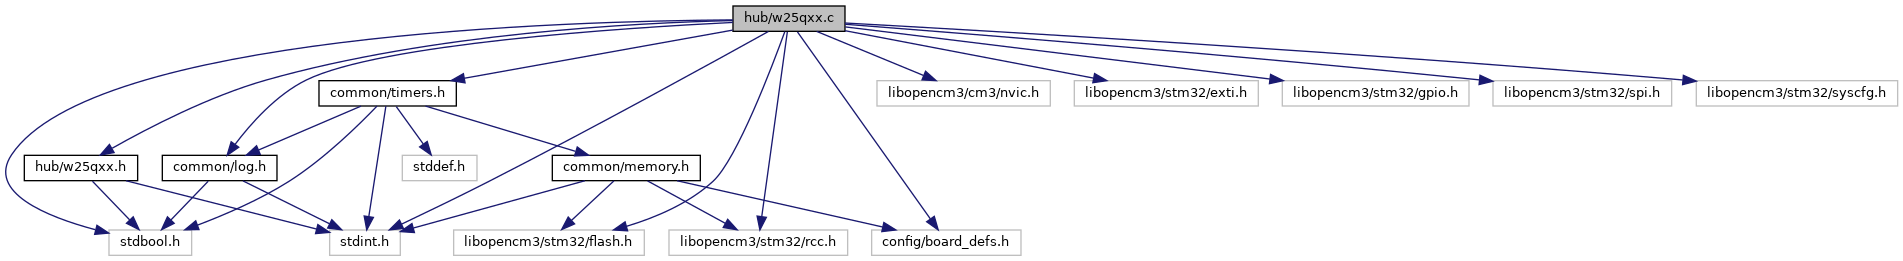 hub/w25qxx.c
common/timers.h
libopencm3/cm3/nvic.h
libopencm3/stm32/exti.h
libopencm3/stm32/gpio.h
libopencm3/stm32/spi.h
libopencm3/stm32/syscfg.h
hub/w25qxx.h
common/log.h
stddef.h
common/memory.h
stdbool.h
stdint.h
libopencm3/stm32/flash.h
libopencm3/stm32/rcc.h
config/board_defs.h